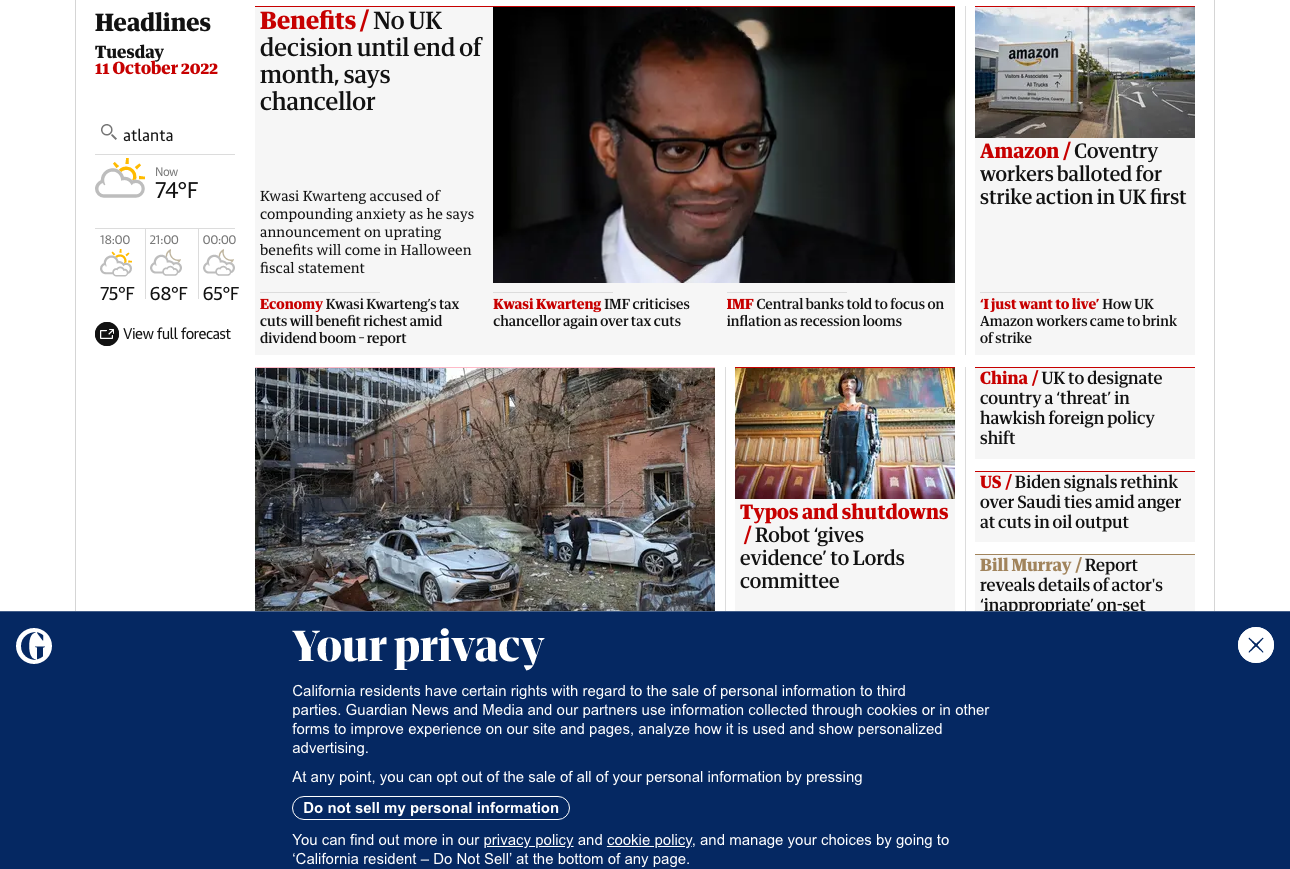 Headlines
Tuesday
11 October 2022
atlanta
Now
74°F
18:00
21:00
00:00
75°F
68°F
65°F
View full forecast
Benefits / No UK
decision until end of
month, says
chancellor
Kwasi Kwarteng accused of
compounding anxiety as he says
announcement on uprating
benefits will come in Halloween
fiscal statement
Economy Kwasi Kwarteng's tax
cuts will benefit richest amid
dividend boom – report
Kwasi Kwarteng IMF criticises
chancellor again over tax cuts
IMF Central banks told to focus on
inflation as recession looms
amazon
Visitors & Associates →
All Trucks ↑
Amazon / Coventry
workers balloted for
strike action in UK first
'I just want to live' How UK
Amazon workers came to brink
of strike
Typos and shutdowns
/ Robot 'gives
evidence' to Lords
committee
China / UK to designate
country a 'threat' in
hawkish foreign policy
shift
US / Biden signals rethink
over Saudi ties amid anger
at cuts in oil output
Bill Murray / Report
reveals details of actor's
'inappropriate' on-set
G
Your privacy
California residents have certain rights with regard to the sale of personal information to third
parties. Guardian News and Media and our partners use information collected through cookies or in other
forms to improve experience on our site and pages, analyze how it is used and show personalized
advertising.
At any point, you can opt out of the sale of all of your personal information by pressing
Do not sell my personal information
You can find out more in our privacy policy and cookie policy, and manage your choices by going to
'California resident – Do Not Sell' at the bottom of any page.